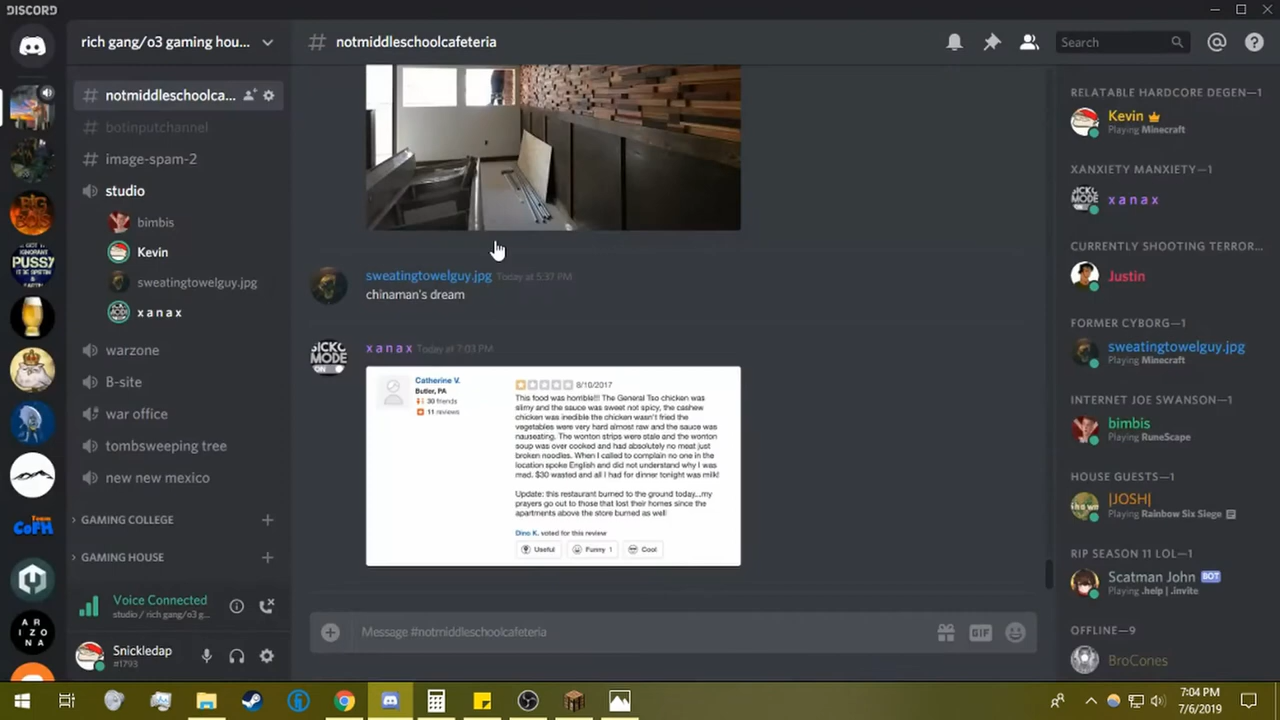 DISCORD
rich gang/o3 gaming hou...
# notmiddleschoolcafeteria
Search
# notmiddleschoolca...
# botinputchannel
# image-spam-2
studio
bimbis
Kevin
sweatingtowelguy.jpg
x a n a x
warzone
B-site
war office
tombsweeping tree
new new mexico
GAMING COLLEGE
GAMING HOUSE
Voice Connected
studio / rich gang/o3 g...
Snickledap
#1793
BIG
PUSSY
Team
CoFH
A R
I Z O
N A
sweatingtowelguy.jpg Today at 5:37 PM
chinaman's dream
SICKO
MODE
ON
x a n a x Today at 7:03 PM
Catherine V.
Butler, PA
30 friends
11 reviews
8/10/2017
This food was horrible!!! The General Tso chicken was
slimy and the sauce was sweet not spicy, the cashew
chicken was inedible the chicken wasn't fried the
vegetables were very hard almost raw and the sauce was
nauseating. The wonton strips were stale and the wonton
soup was over cooked and had absolutely no meat just
broken noodles. When I called to complain no one in the
location spoke English and did not understand why I was
mad. $30 wasted and all I had for dinner tonight was milk!
Update: this restaurant burned to the ground today...my
prayers go out to those that lost their homes since the
apartments above the store burned as well
Dino K. voted for this review
Useful
Funny 1
Cool
Message #notmiddleschoolcafeteria
GIF
RELATABLE HARDCORE DEGEN—1
Kevin
Playing Minecraft
XANXIETY MANXIETY—1
x a n a x
CURRENTLY SHOOTING TERROR...
Justin
FORMER CYBORG—1
sweatingtowelguy.jpg
Playing Minecraft
INTERNET JOE SWANSON—1
bimbis
Playing RuneScape
HOUSE GUESTS—1
|JOSH|
Playing Rainbow Six Siege
RIP SEASON 11 LOL—1
Scatman John BOT
Playing .help | .invite
OFFLINE—9
BroCones
7:04 PM
7/6/2019